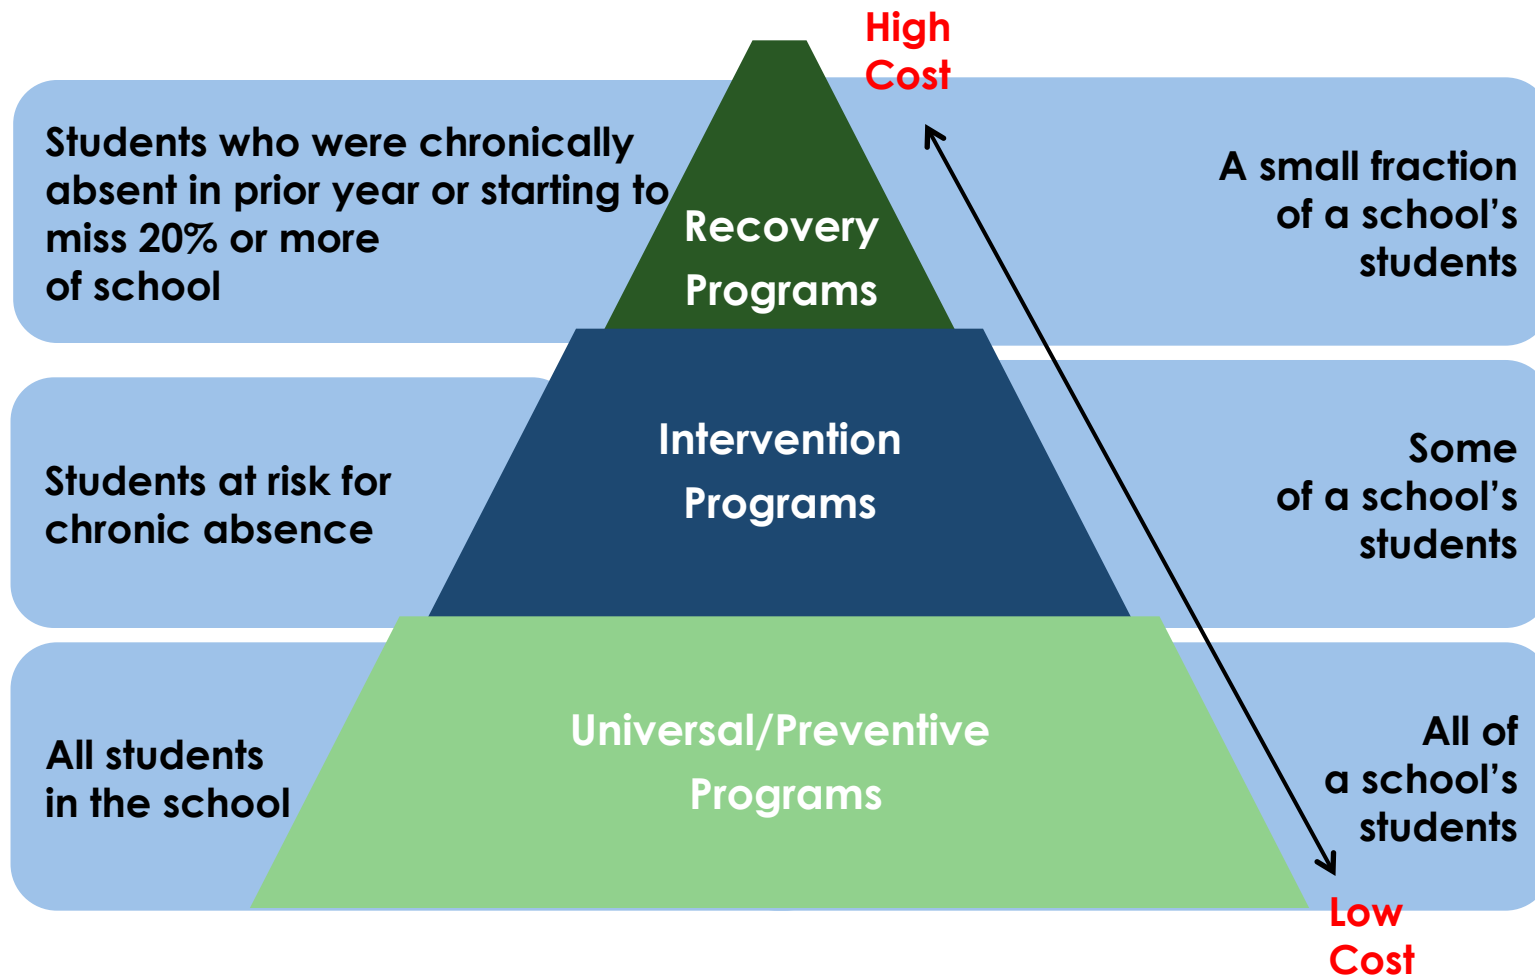 High
Cost
Students who were chronically
absent in prior year or starting to
miss 20% or more
of school
Recovery
Programs
A small fraction
of a school's
students
Students at risk for
chronic absence
Intervention
Programs
Some
of a school's
students
All students
in the school
Universal/Preventive
Programs
All of
a school's
students
Low
Cost